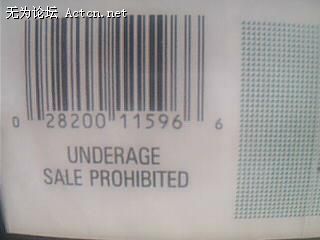 无为论坛 Actcn.net
0 28200 11596 6
UNDERAGE
SALE PROHIBITED